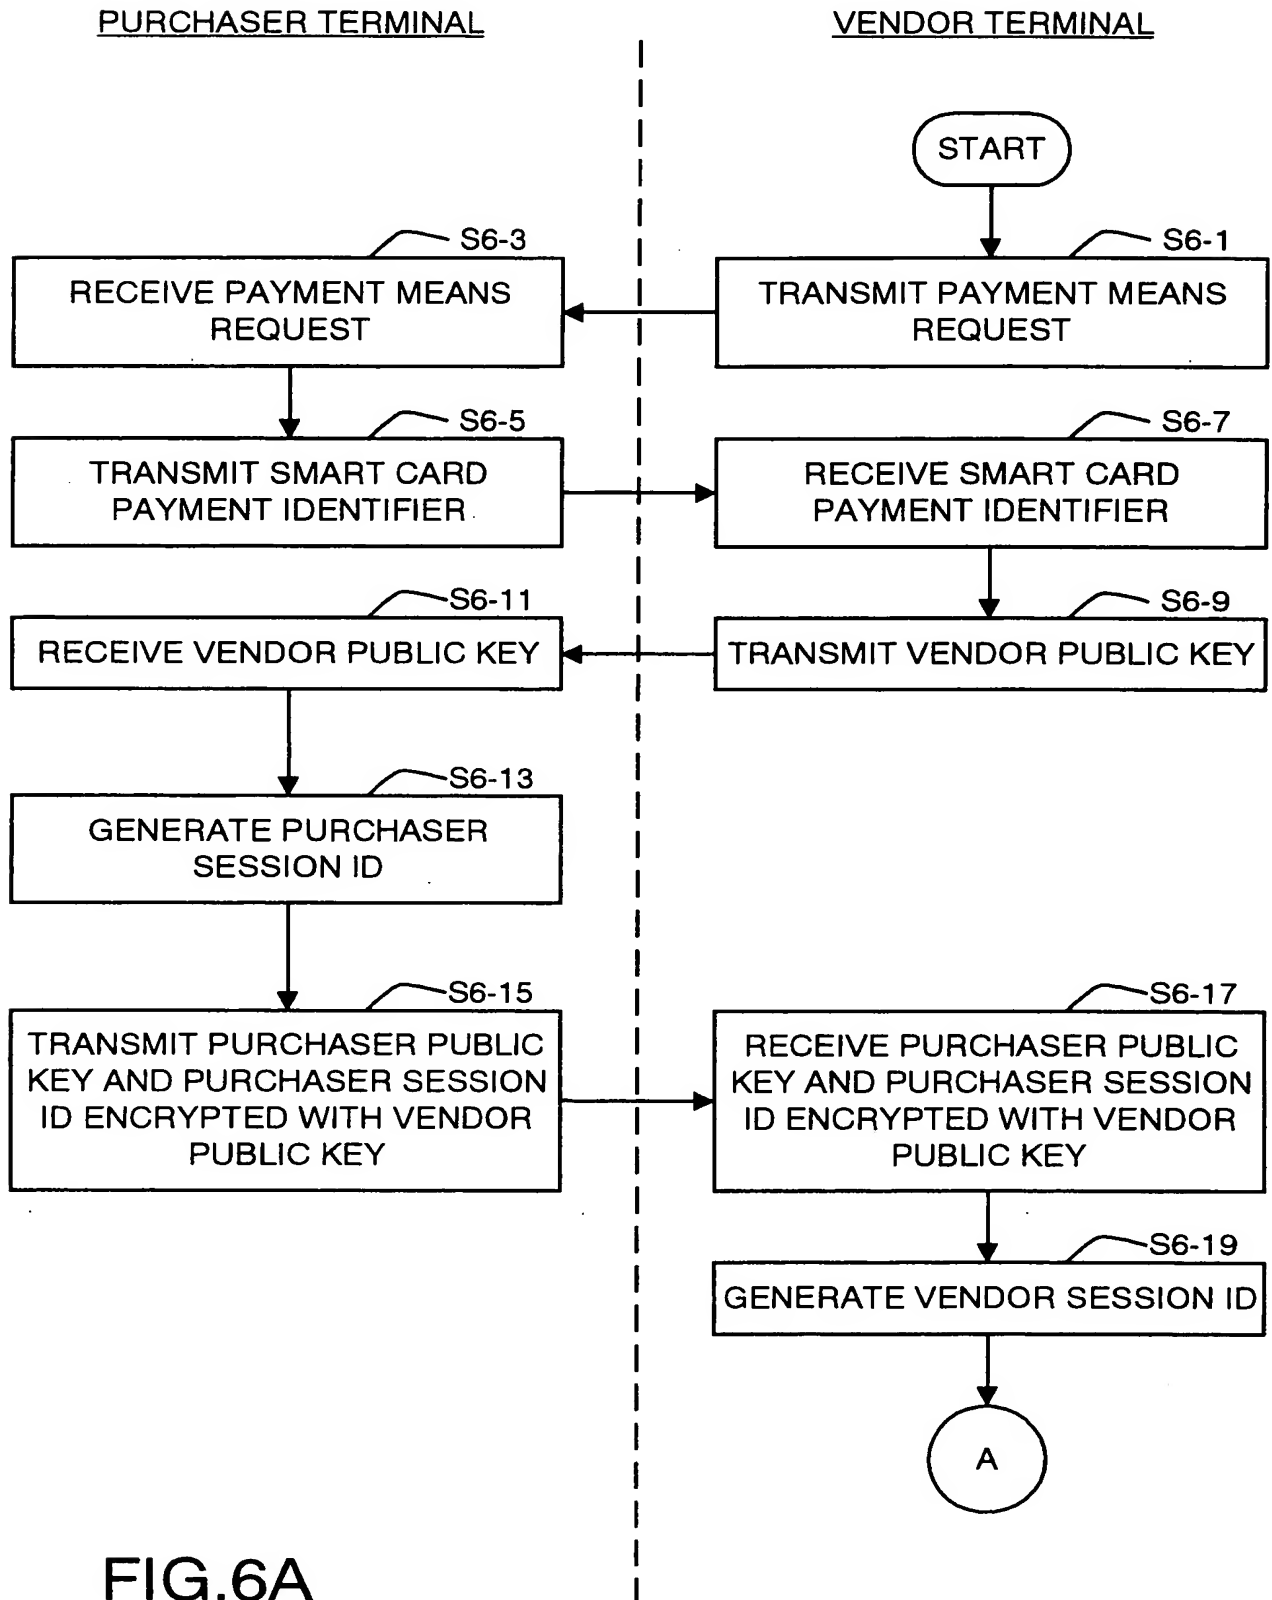 PURCHASER TERMINAL
VENDOR TERMINAL
START
S6-3
RECEIVE PAYMENT MEANS
REQUEST
S6-1
TRANSMIT PAYMENT MEANS
REQUEST
S6-5
TRANSMIT SMART CARD
PAYMENT IDENTIFIER
S6-7
RECEIVE SMART CARD
PAYMENT IDENTIFIER
S6-11
RECEIVE VENDOR PUBLIC KEY
S6-9
TRANSMIT VENDOR PUBLIC KEY
S6-13
GENERATE PURCHASER
SESSION ID
S6-15
TRANSMIT PURCHASER PUBLIC
KEY AND PURCHASER SESSION
ID ENCRYPTED WITH VENDOR
PUBLIC KEY
S6-17
RECEIVE PURCHASER PUBLIC
KEY AND PURCHASER SESSION
ID ENCRYPTED WITH VENDOR
PUBLIC KEY
S6-19
GENERATE VENDOR SESSION ID
A
FIG.6A